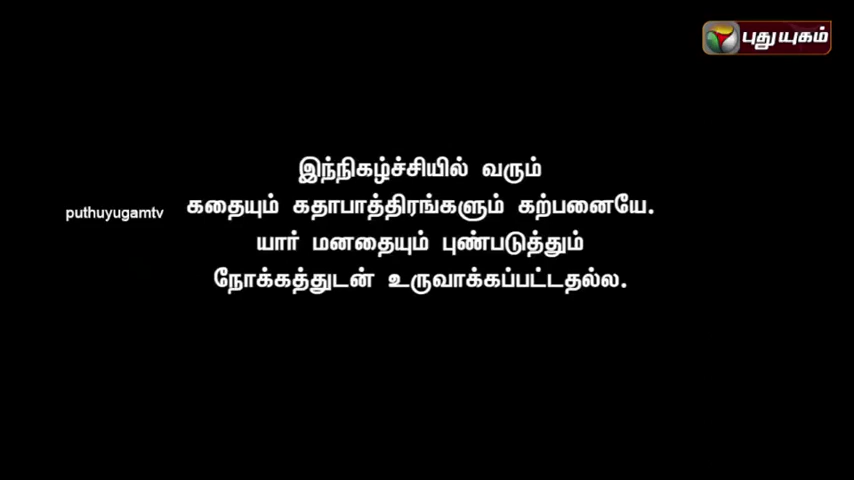 புதுயுகம்
இந்நிகழ்ச்சியில் வரும்
puthuyugamtv கதையும் கதாபாத்திரங்களும் கற்பனையே.
யார் மனதையும் புண்படுத்தும்
நோக்கத்துடன் உருவாக்கப்பட்டதல்ல.